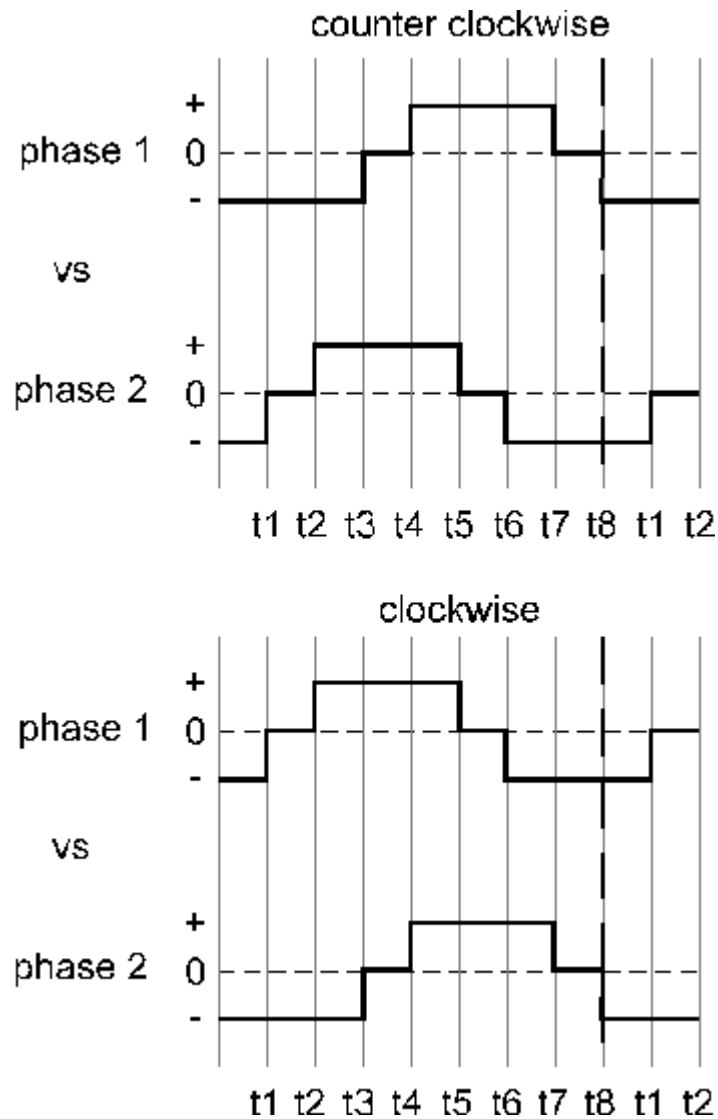 counter clockwise
+
phase 1 0
-
vs
+
phase 2 0
-
t1 t2 t3 t4 t5 t6 t7 t8 t1 t2
clockwise
+
phase 1 0
-
vs
+
phase 2 0
-
t1 t2 t3 t4 t5 t6 t7 t8 t1 t2